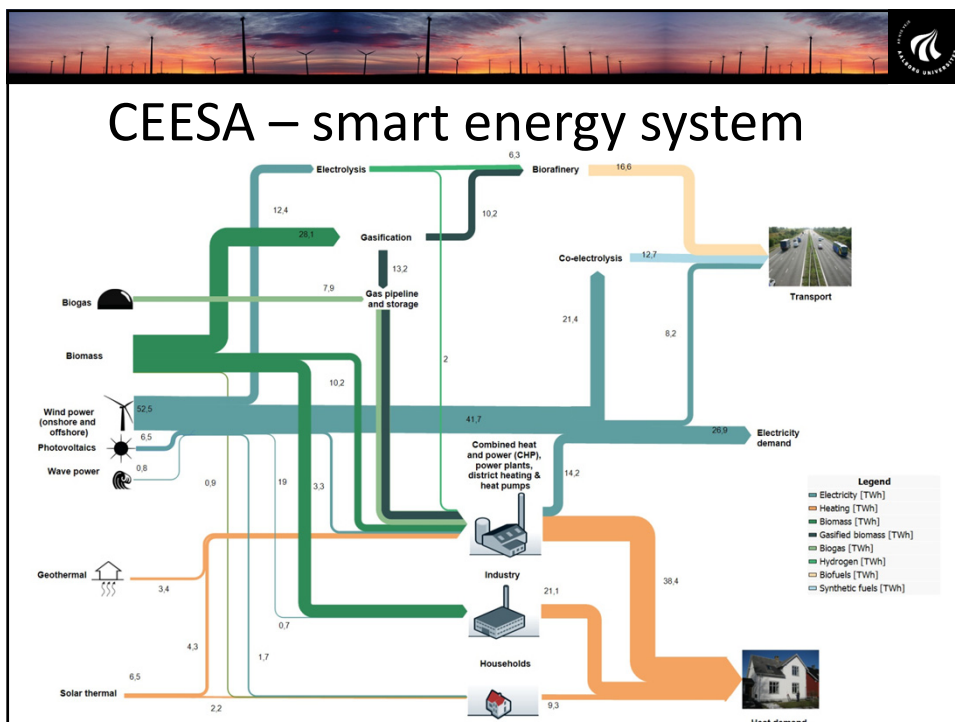 AALBORG UNIVERSITET
CEESA – smart energy system
6,3
Electrolysis
Biorafinery
16,6
12,4
10,2
28,1
Gasification
Co-electrolysis
12,7
13,2
Transport
7,9
Gas pipeline
and storage
Biogas
21,4
8,2
2
Biomass
10,2
52,5
Wind power
(onshore and
offshore)
41,7
26,9
Electricity
demand
6,5
Photovoltaics
Combined heat
and power (CHP),
power plants,
district heating &
heat pumps
Wave power
0,8
0,9
19
3,3
14,2
Legend
Electricity [TWh]
Heating [TWh]
Biomass [TWh]
Gasified biomass [TWh]
Biogas [TWh]
Hydrogen [TWh]
Biofuels [TWh]
Synthetic fuels [TWh]
Geothermal
3,4
Industry
38,4
21,1
0,7
4,3
1,7
Households
6,5
Solar thermal
2,2
9,3